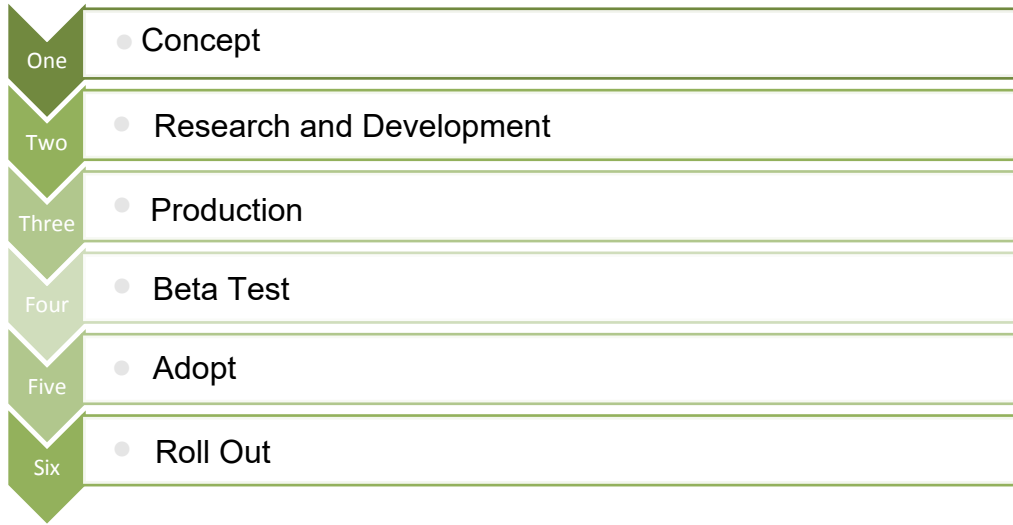 One
Concept
Two
Research and Development
Three
Production
Four
Beta Test
Five
Adopt
Six
Roll Out